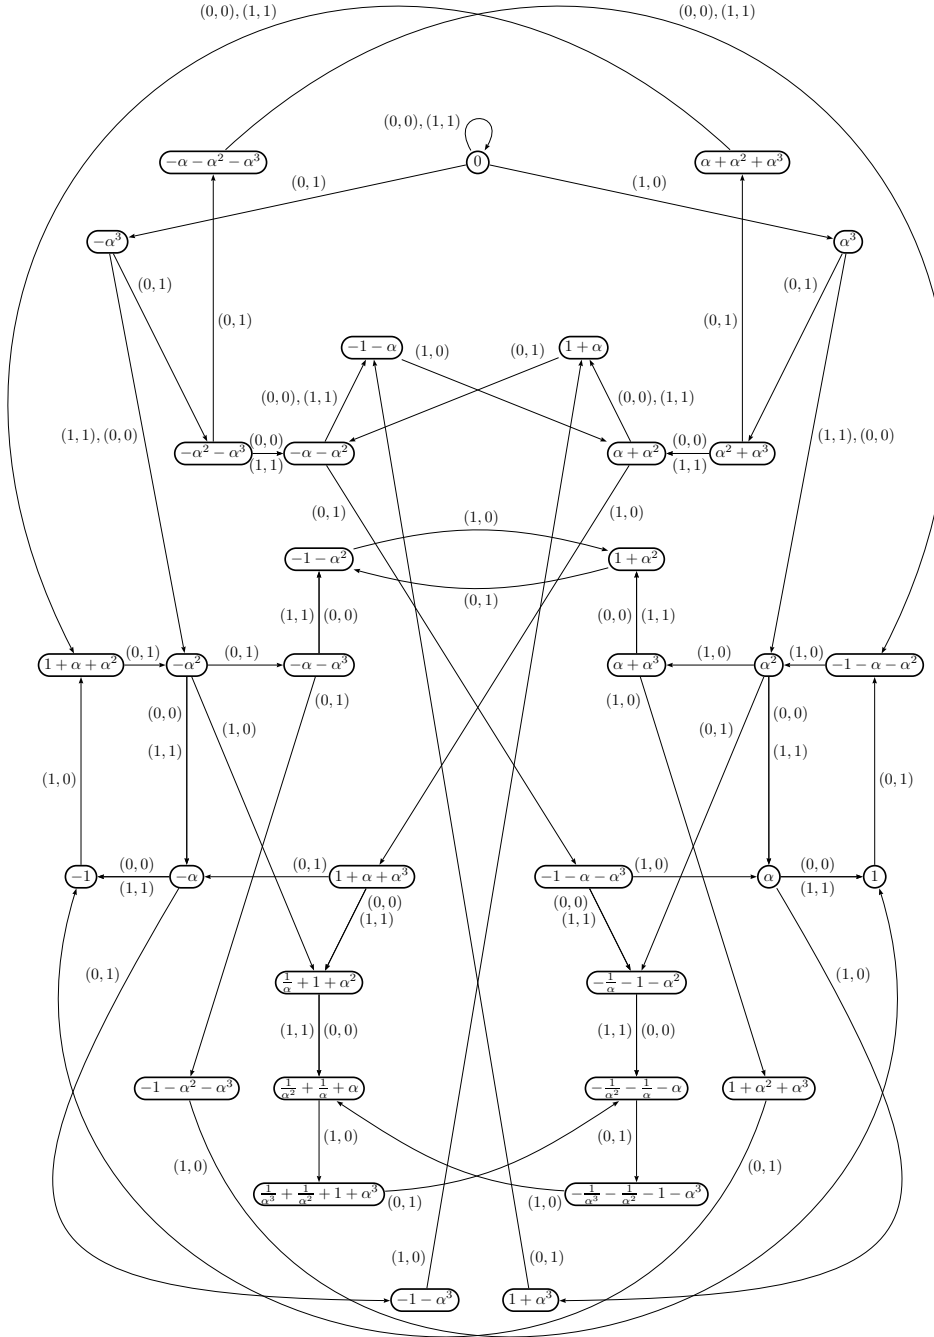 (0, 0), (1, 1) (0, 0), (1, 1)
(0, 0), (1, 1)
−α − α² − α³ 0 α + α² + α³
(0, 1) (1, 0)
−α³ α³
(0, 1) (0, 1)
(0, 1) (0, 1)
−1 − α (1, 0) (0, 1) 1 + α
(0, 0), (1, 1) (0, 0), (1, 1)
(1, 1), (0, 0) (1, 1), (0, 0)
−α² − α³ (0, 0) −α − α² α + α² (0, 0) α² + α³
(1, 1) (1, 1)
(0, 1) (1, 0)
(1, 0)
−1 − α² 1 + α²
(0, 1)
(1, 1) (0, 0) (0, 0) (1, 1)
1 + α + α² (0, 1) −α² (0, 1) −α − α³ α + α³ (1, 0) α² (1, 0) −1 − α − α²
(0, 1) (1, 0)
(0, 0) (1, 0) (0, 1) (0, 0)
(1, 1) (1, 1)
(1, 0) (0, 1)
−1 (0, 0) −α (0, 1) 1 + α + α³ −1 − α − α³ (1, 0) α (0, 0) 1
(1, 1) (1, 1)
(0, 0) (0, 0)
(1, 1) (1, 1)
(0, 1) (1, 0)
1/α + 1 + α² −1/α − 1 − α²
(1, 1) (0, 0) (1, 1) (0, 0)
−1 − α² − α³ 1/α² + 1/α + α −1/α² − 1/α − α 1 + α² + α³
(1, 0) (0, 1)
(1, 0) (0, 1)
1/α³ + 1/α² + 1 + α³ (0, 1) (1, 0) −1/α³ − 1/α² − 1 − α³
(1, 0) (0, 1)
−1 − α³ 1 + α³